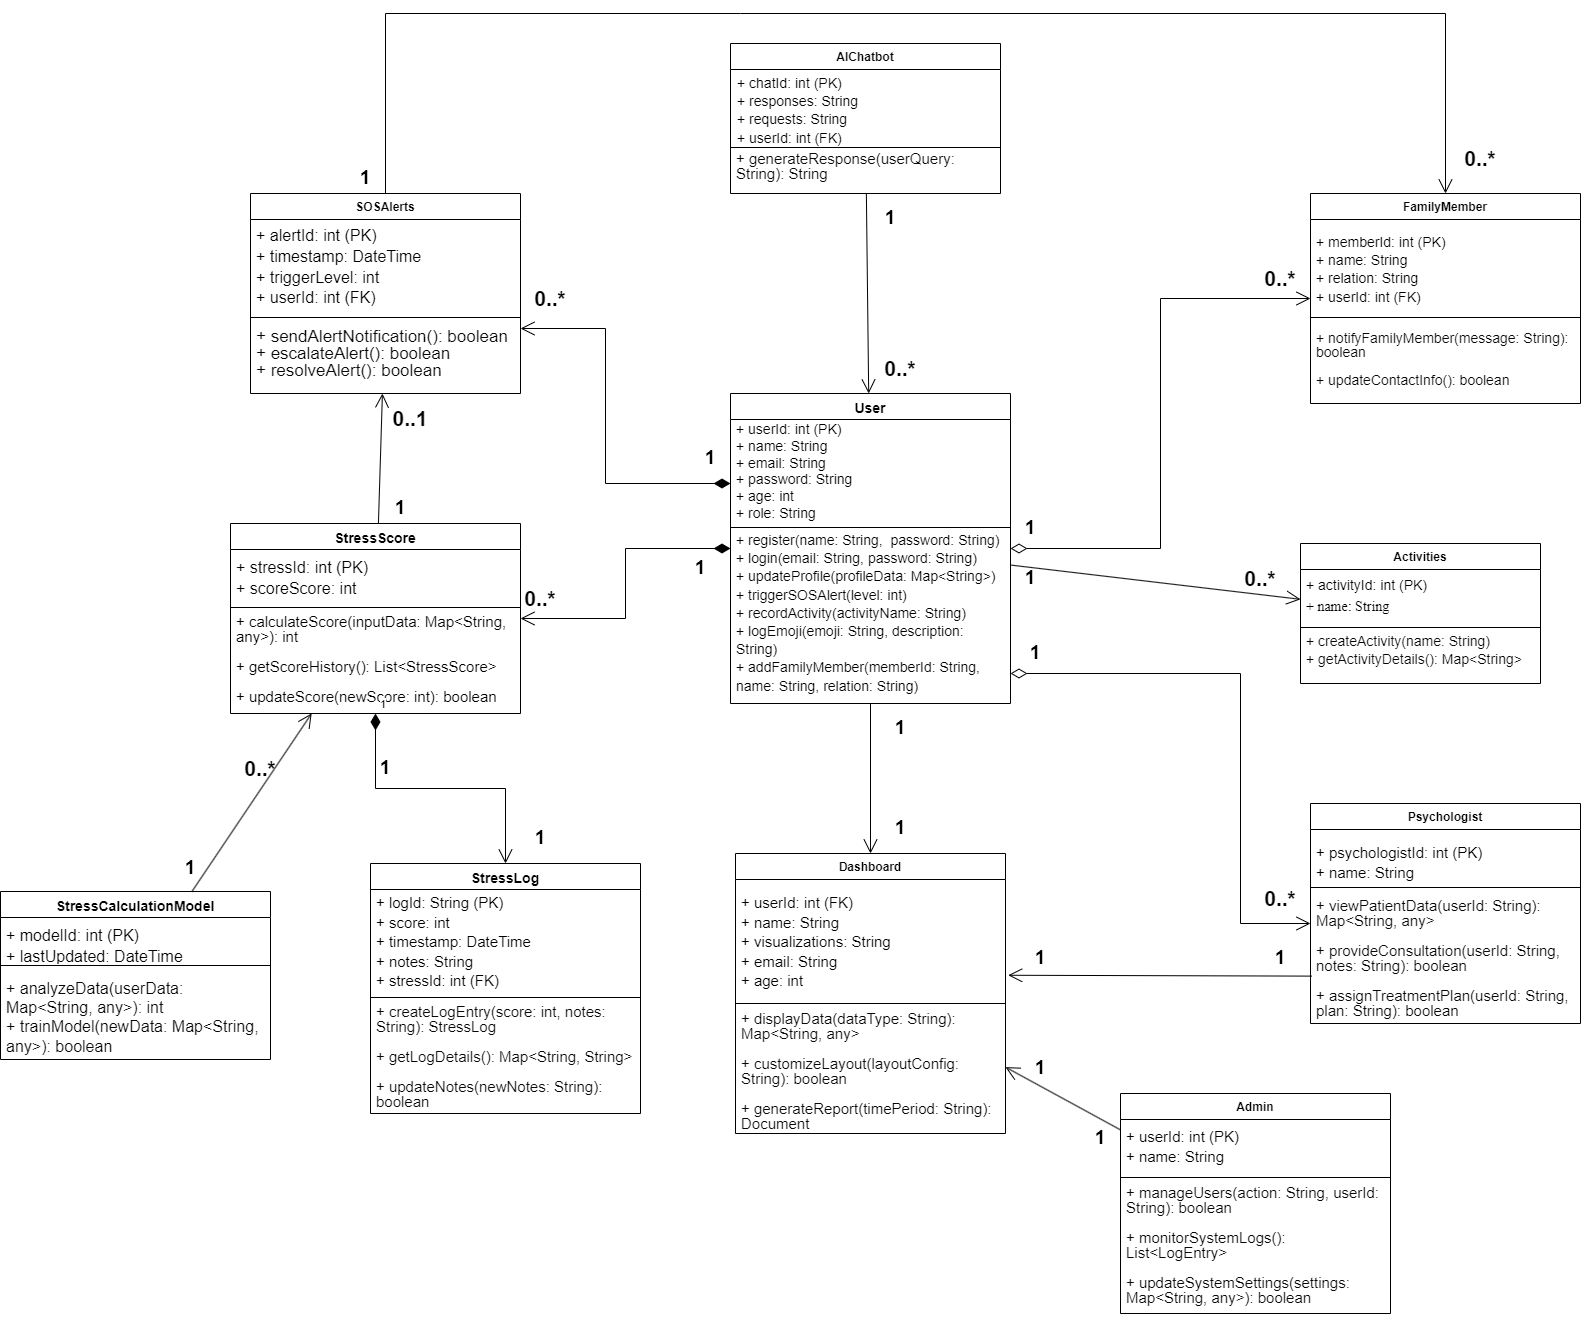 AIChatbot
+ chatId: int (PK)
+ responses: String
+ requests: String
+ userId: int (FK)
+ generateResponse(userQuery:
String): String
1
0..*
1
0..*
SOSAlerts
+ alertId: int (PK)
+ timestamp: DateTime
+ triggerLevel: int
+ userId: int (FK)
+ sendAlertNotification(): boolean
+ escalateAlert(): boolean
+ resolveAlert(): boolean
0..*
0..1
1
FamilyMember
+ memberId: int (PK)
+ name: String
+ relation: String
+ userId: int (FK)
+ notifyFamilyMember(message: String):
boolean
+ updateContactInfo(): boolean
0..*
User
+ userId: int (PK)
+ name: String
+ email: String
+ password: String
+ age: int
+ role: String
+ register(name: String,  password: String)
+ login(email: String, password: String)
+ updateProfile(profileData: Map<String>)
+ triggerSOSAlert(level: int)
+ recordActivity(activityName: String)
+ logEmoji(emoji: String, description:
String)
+ addFamilyMember(memberId: String,
name: String, relation: String)
1
1
1
1
1
1
1
StressScore
+ stressId: int (PK)
+ scoreScore: int
+ calculateScore(inputData: Map<String,
any>): int
+ getScoreHistory(): List<StressScore>
+ updateScore(newScore: int): boolean
1
0..*
0..*
1
1
1
Activities
+ activityId: int (PK)
+ name: String
+ createActivity(name: String)
+ getActivityDetails(): Map<String>
0..*
StressCalculationModel
+ modelId: int (PK)
+ lastUpdated: DateTime
+ analyzeData(userData:
Map<String, any>): int
+ trainModel(newData: Map<String,
any>): boolean
StressLog
+ logId: String (PK)
+ score: int
+ timestamp: DateTime
+ notes: String
+ stressId: int (FK)
+ createLogEntry(score: int, notes:
String): StressLog
+ getLogDetails(): Map<String, String>
+ updateNotes(newNotes: String):
boolean
Dashboard
+ userId: int (FK)
+ name: String
+ visualizations: String
+ email: String
+ age: int
+ displayData(dataType: String):
Map<String, any>
+ customizeLayout(layoutConfig:
String): boolean
+ generateReport(timePeriod: String):
Document
Psychologist
+ psychologistId: int (PK)
+ name: String
+ viewPatientData(userId: String):
Map<String, any>
+ provideConsultation(userId: String,
notes: String): boolean
+ assignTreatmentPlan(userId: String,
plan: String): boolean
0..*
1
1
1
1
Admin
+ userId: int (PK)
+ name: String
+ manageUsers(action: String, userId:
String): boolean
+ monitorSystemLogs():
List<LogEntry>
+ updateSystemSettings(settings:
Map<String, any>): boolean